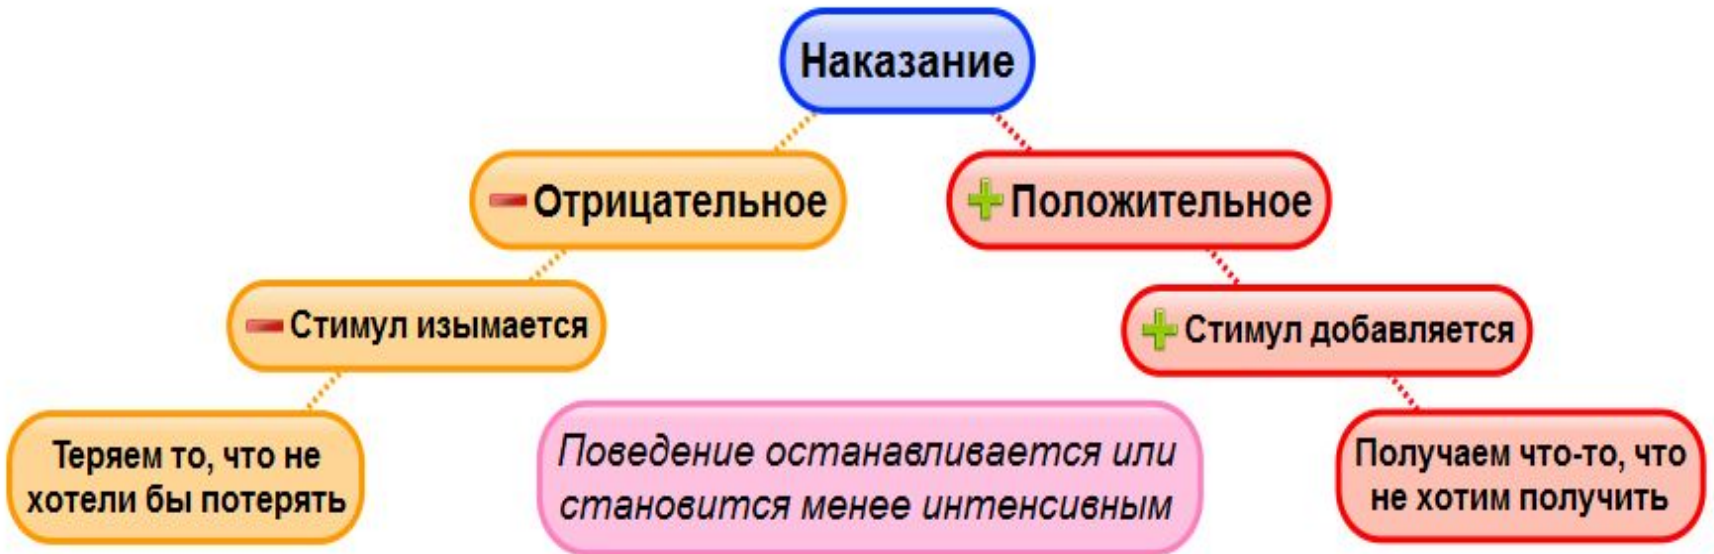 Наказание
Отрицательное
Положительное
Стимул изымается
Стимул добавляется
Теряем то, что не
хотели бы потерять
Поведение останавливается или
становится менее интенсивным
Получаем что-то, что
не хотим получить